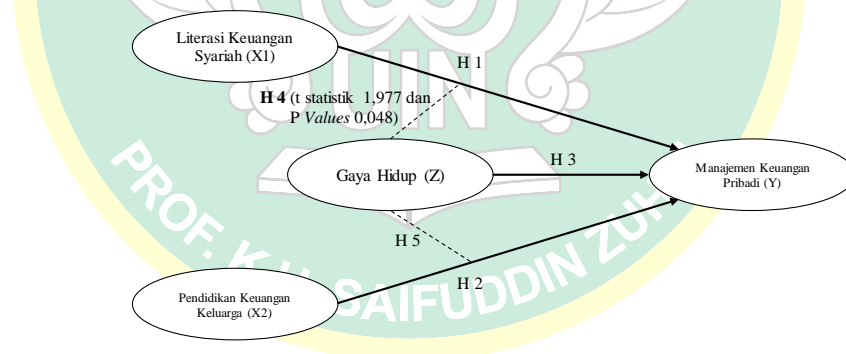 Literasi Keuangan
Syariah (X1)
H 1
H 4 (t statistik 1,977 dan
P Values 0,048)
Gaya Hidup (Z)
H 3
Manajemen Keuangan
Pribadi (Y)
H 5
H 2
Pendidikan Keuangan
Keluarga (X2)
UIN
PROF. K.H. SAIFUDDIN ZUH